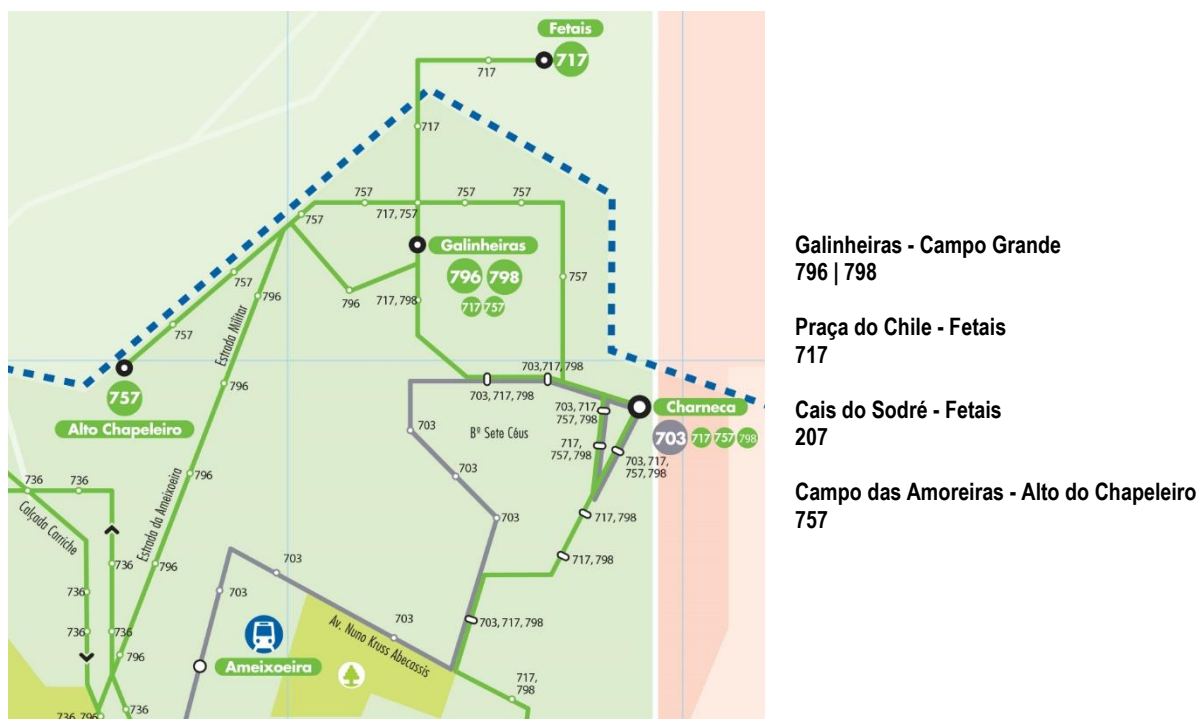 Fetais
717
717
717
757
757
757
757
717, 757
Galinheiras
796 798
717 757
757
757
796
796
717, 798
757
Estrada Militar
757
Alto Chapeleiro
796
703,717, 798
703, 717, 798
703
Bº Sete Céus
703, 717
757, 798
717,
757, 798
Charneca
703 717 757 798
703, 717,
757, 798
703
796
Estrada da Ameixoeira
736
736
Calçada Carriche
703
717, 798
717, 798
796
736
703
736
703
736
736
703
703, 717, 798
Av. Nuno Kruss Abecassis
796
Ameixoeira
717,
798
736
736, 796
Galinheiras - Campo Grande
796 | 798
Praça do Chile - Fetais
717
Cais do Sodré - Fetais
207
Campo das Amoreiras - Alto do Chapeleiro
757